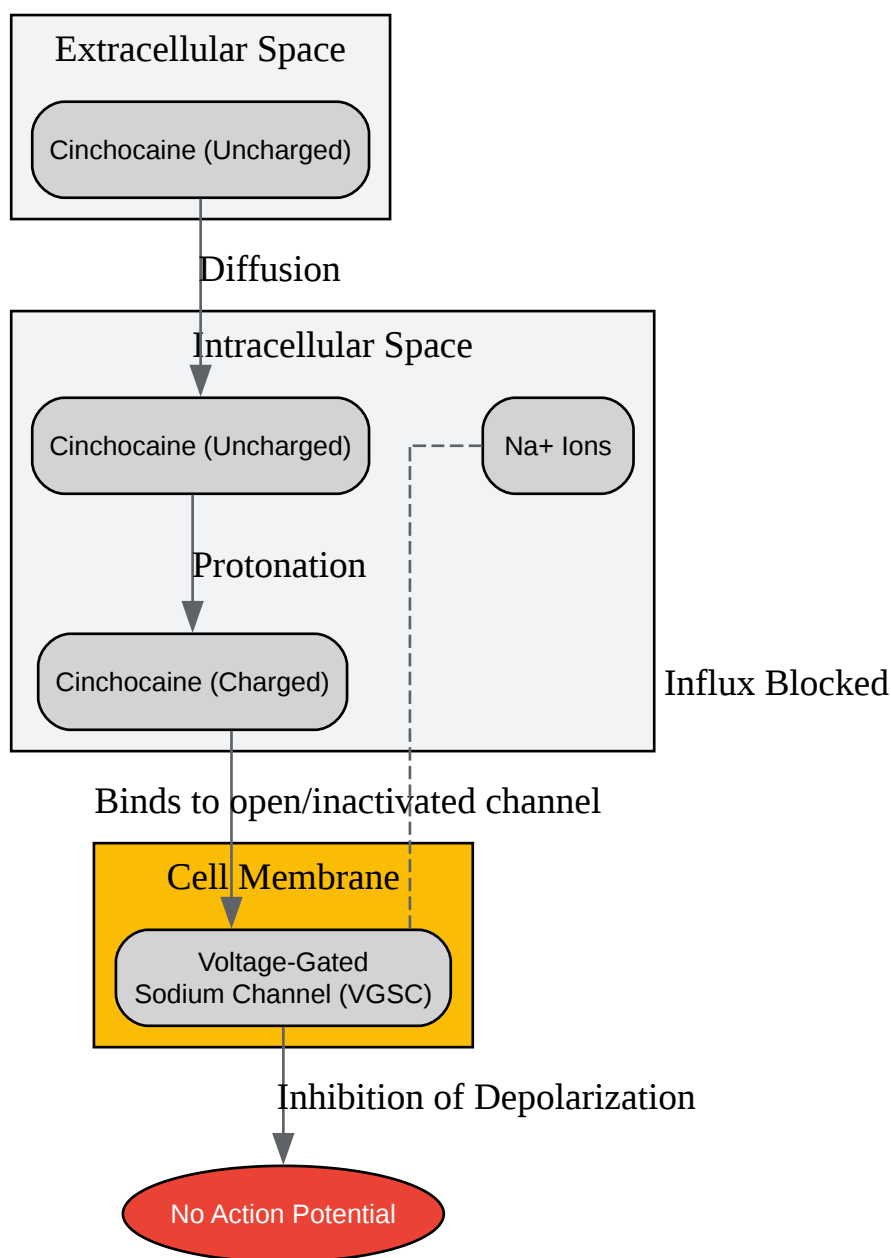 Extracellular Space
Cinchocaine (Uncharged)
Diffusion
Intracellular Space
Cinchocaine (Uncharged)
Na+ Ions
Protonation
Cinchocaine (Charged)
Influx Blocked
Binds to open/inactivated channel
Cell Membrane
Voltage-Gated
Sodium Channel (VGSC)
Inhibition of Depolarization
No Action Potential